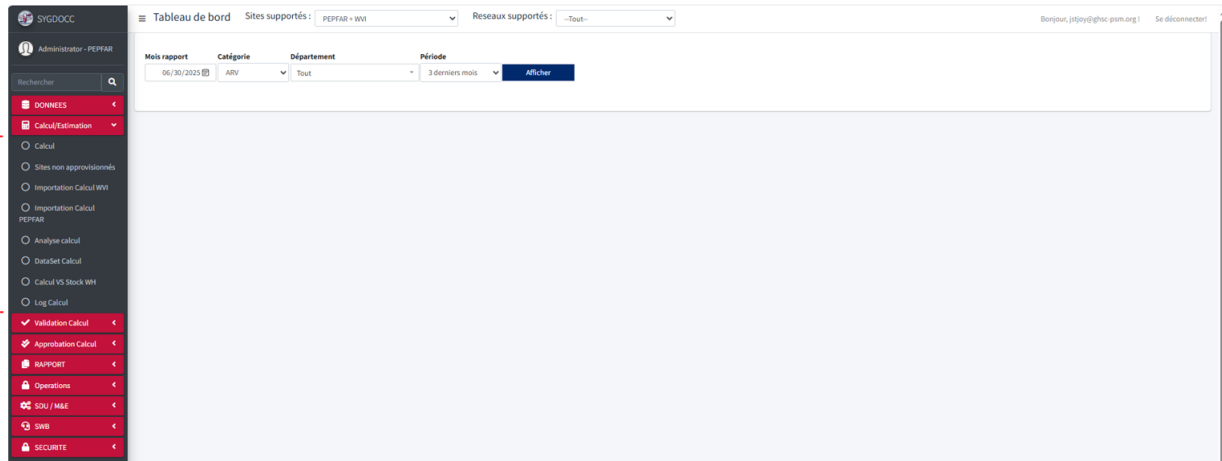 SYGDOCC
Administrator - PEPFAR
Rechercher
DONNEES
Calcul/Estimation
Calcul
Sites non approvisionnés
Importation Calcul WVI
Importation Calcul
PEPFAR
Analyse calcul
DataSet Calcul
Calcul VS Stock WH
Log Calcul
Validation Calcul
Approbation Calcul
RAPPORT
Operations
SDU / M&E
SWB
SECURITE
Tableau de bord Sites supportés : PEPFAR + WVI Reseaux supportés : --Tout-- Bonjour, jstjoy@ghsc-psm.org ! Se déconnecter!
Mois rapport Catégorie Département Période
06/30/2025 ARV Tout 3 derniers mois Afficher